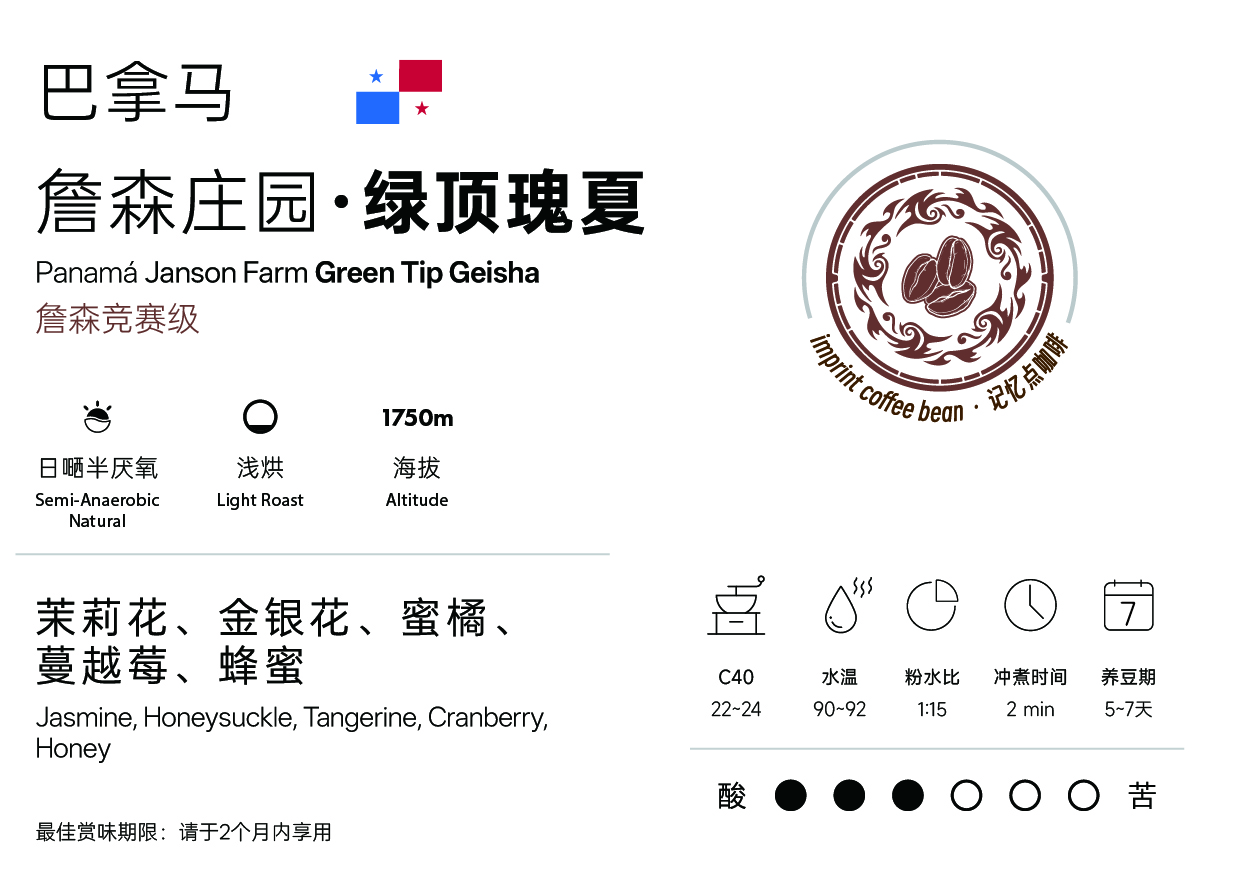 巴拿马
詹森庄园·绿顶瑰夏
Panamá Janson Farm Green Tip Geisha
詹森竞赛级
1750m
日嗮半厌氧
浅烘
海拔
Semi-Anaerobic
Natural
Light Roast
Altitude
茉莉花、金银花、蜜橘、
蔓越莓、蜂蜜
Jasmine, Honeysuckle, Tangerine, Cranberry,
Honey
最佳赏味期限：请于2个月内享用
imprint coffee bean · 记忆点咖啡
7
C40
水温
粉水比
冲煮时间
养豆期
22~24
90~92
1:15
2 min
5~7天
酸
苦